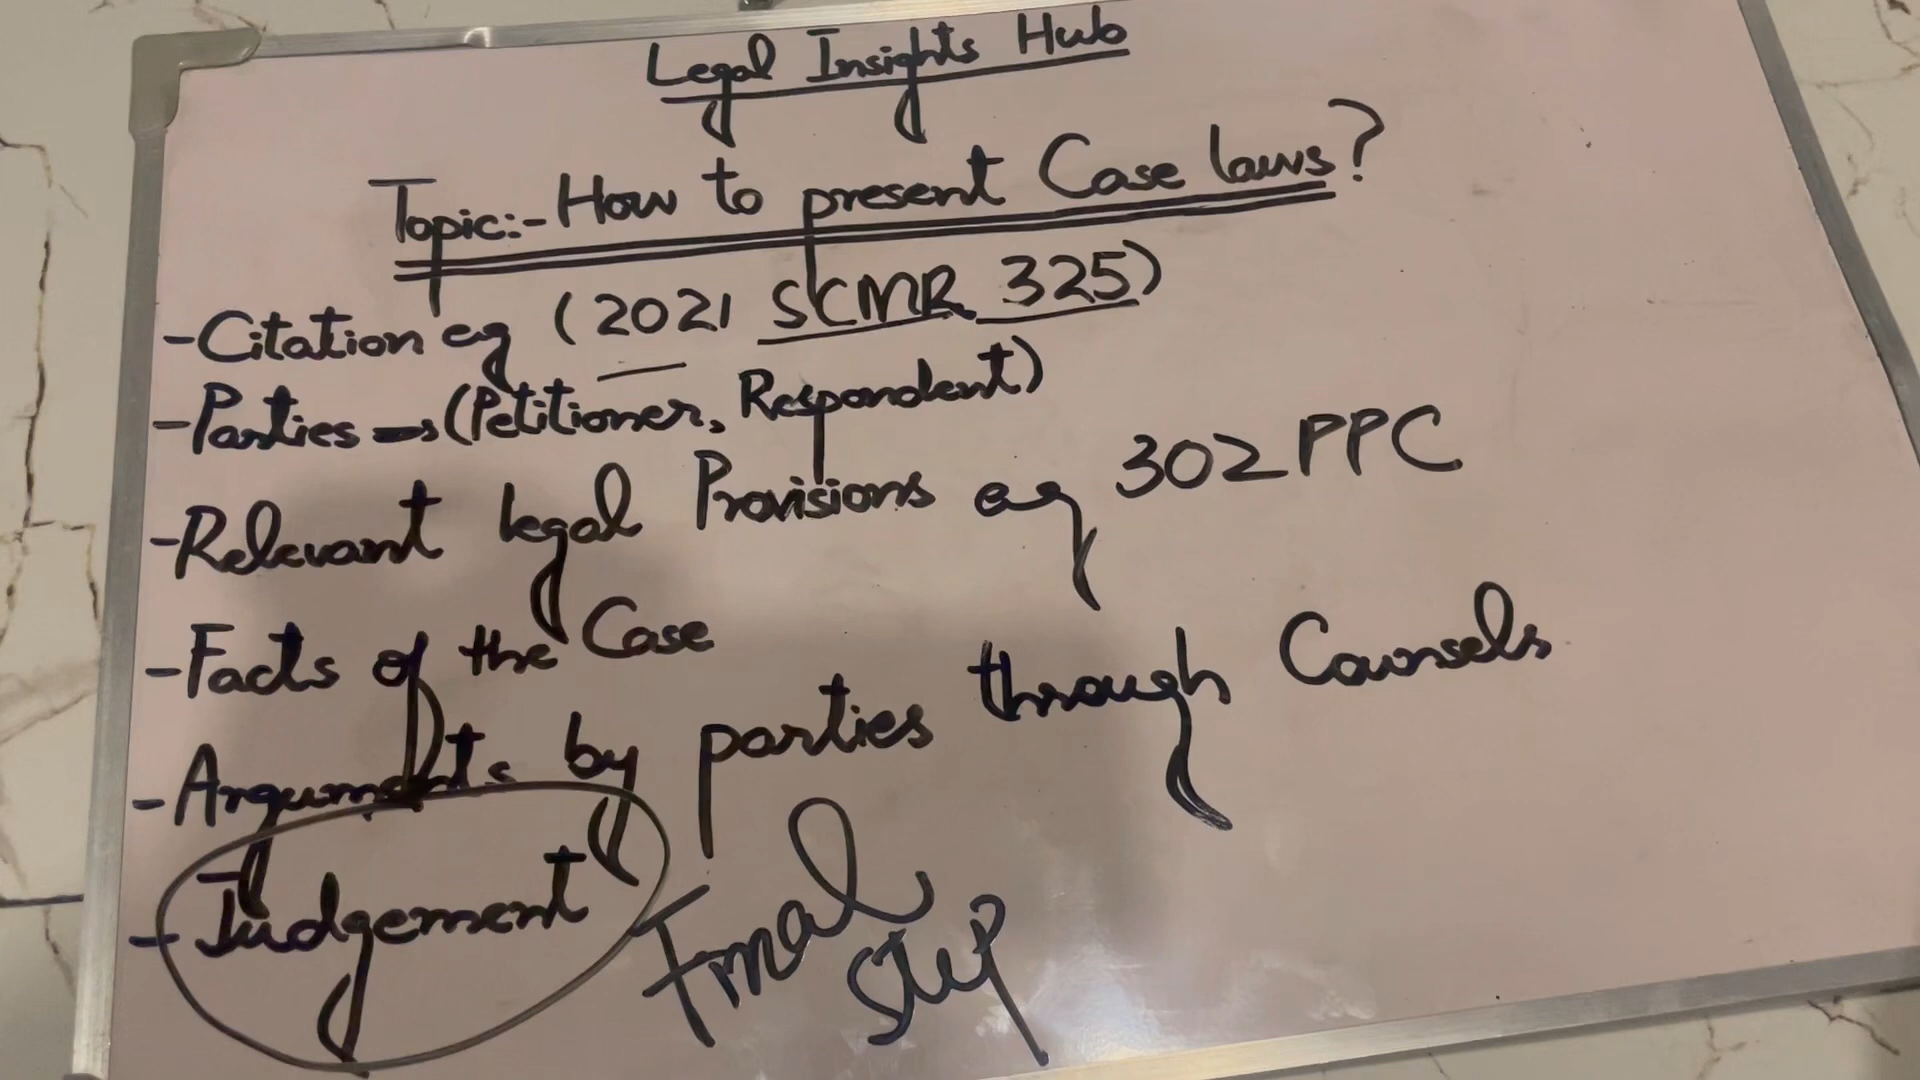 Legal Insights Hub
Topic:- How to present Case laws?
- Citation eg (2021 SCMR 325)
- Parties → (Petitioner, Respondent)
- Relevant legal Provisions eg 302 PPC
- Facts of the Case
- Arguments by parties through Counsels
- Judgement Final Step